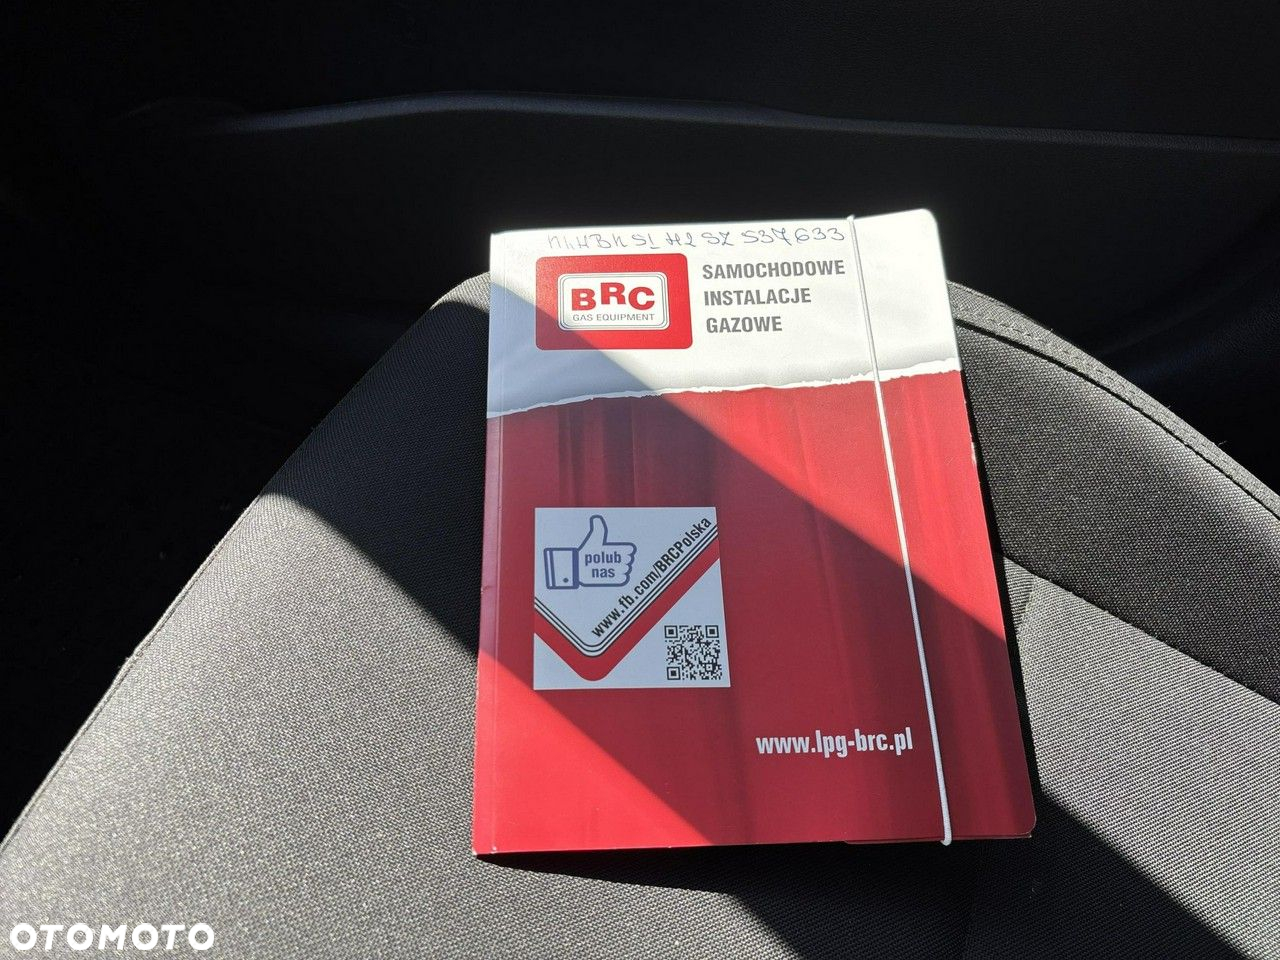 BRC
GAS EQUIPMENT
SAMOCHODOWE
INSTALACJE
GAZOWE
polub
nas
www.fb.com/BRCPolska
www.lpg-brc.pl
OTOMOTO